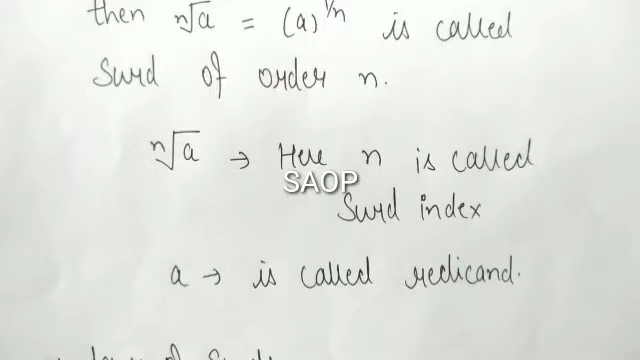 then ⁿ√a = (a)^1/n is called
Surd of order n.
ⁿ√a → Here n is called
SAOP
Surd index
a → is called redicand.